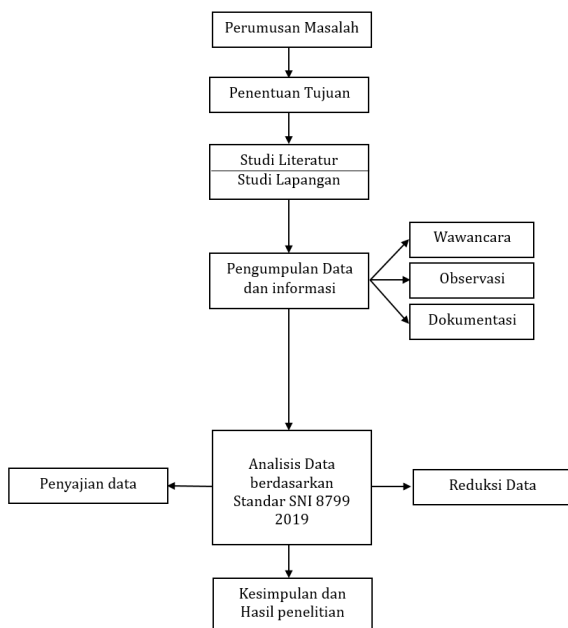 Perumusan Masalah
Penentuan Tujuan
Studi Literatur
Studi Lapangan
Pengumpulan Data
dan informasi
Wawancara
Observasi
Dokumentasi
Penyajian data
Analisis Data
berdasarkan
Standar SNI 8799
2019
Reduksi Data
Kesimpulan dan
Hasil penelitian